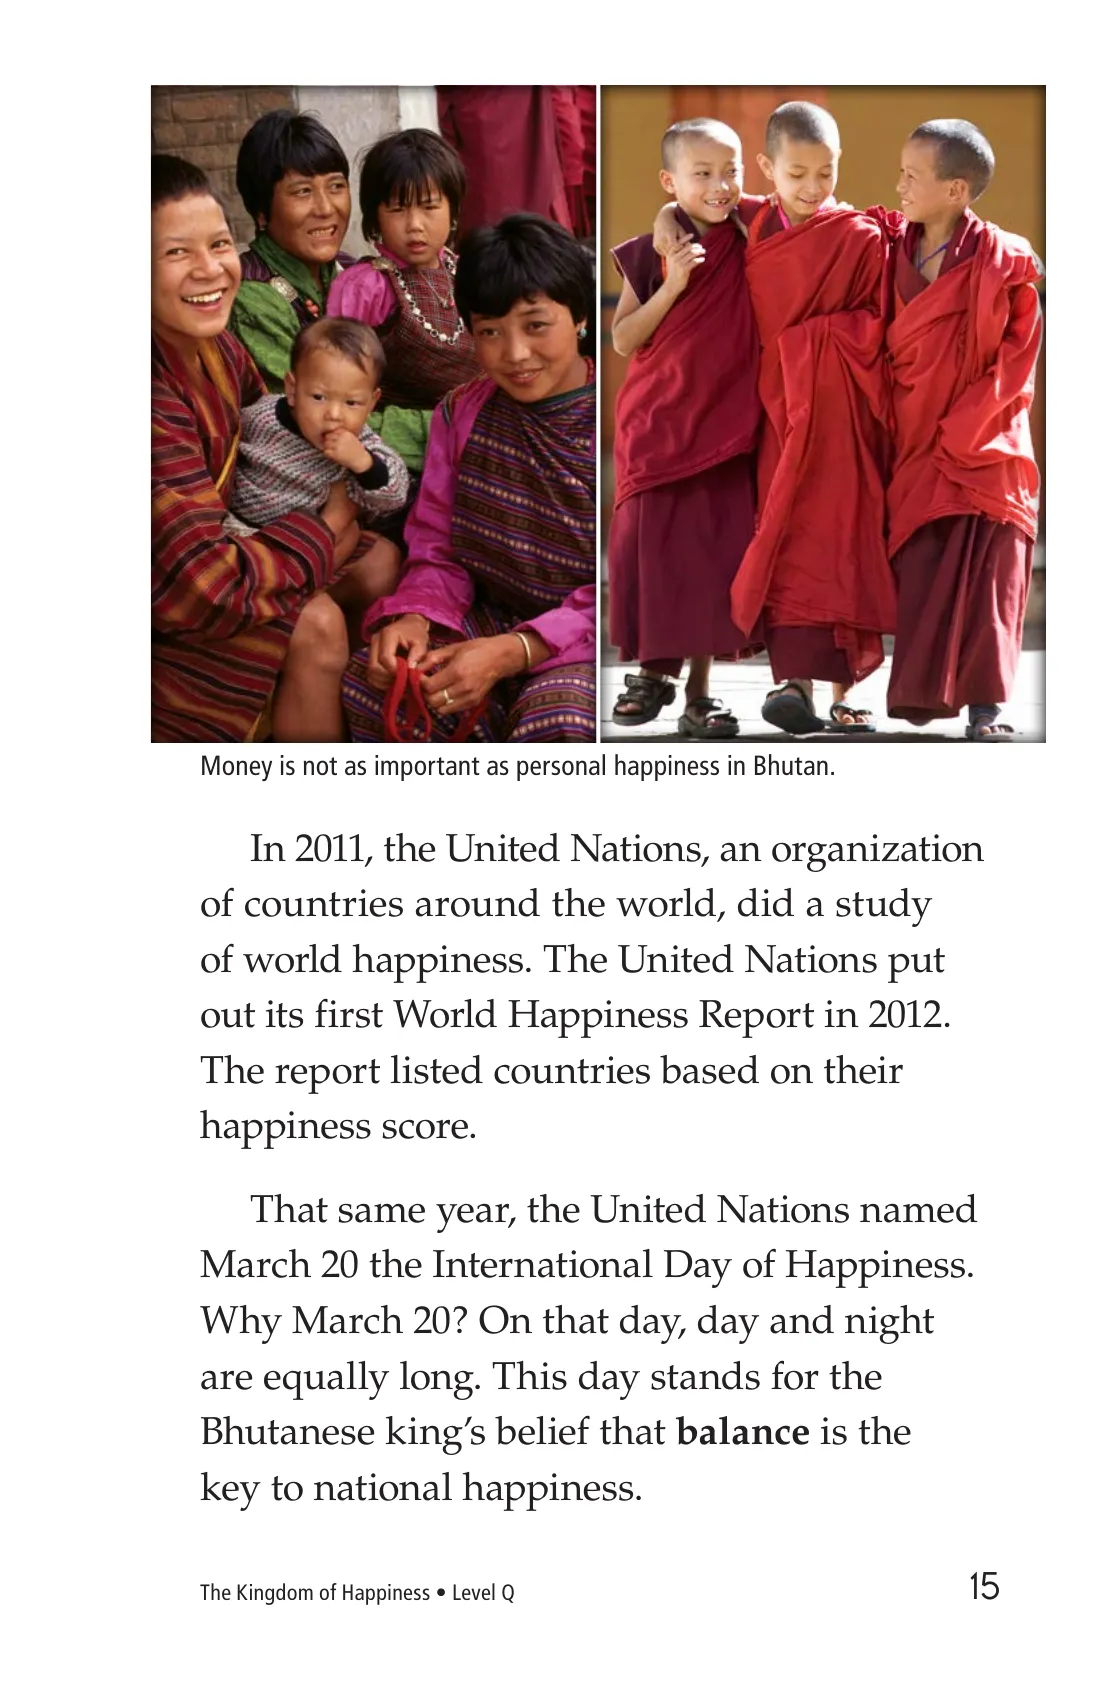 Money is not as important as personal happiness in Bhutan.
In 2011, the United Nations, an organization
of countries around the world, did a study
of world happiness. The United Nations put
out its first World Happiness Report in 2012.
The report listed countries based on their
happiness score.
That same year, the United Nations named
March 20 the International Day of Happiness.
Why March 20? On that day, day and night
are equally long. This day stands for the
Bhutanese king’s belief that balance is the
key to national happiness.
The Kingdom of Happiness • Level Q
15